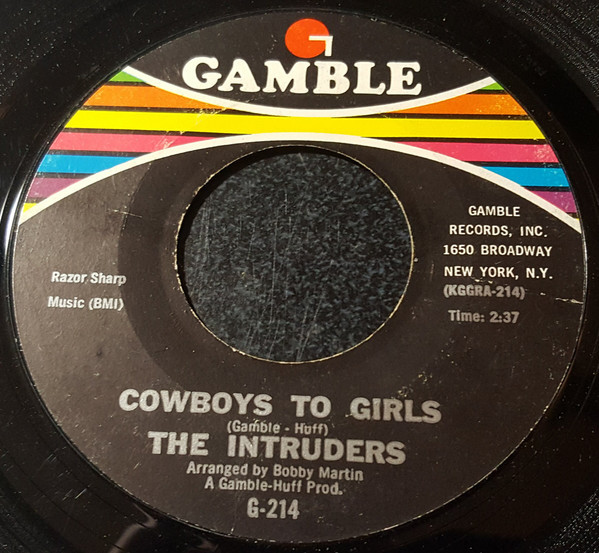 GAMBLE
GAMBLE
RECORDS, INC.
1650 BROADWAY
NEW YORK, N.Y.
(KGGRA-214)
Time: 2:37
Razor Sharp
Music (BMI)
COWBOYS TO GIRLS
(Gamble - Huff)
THE INTRUDERS
Arranged by Bobby Martin
A Gamble-Huff Prod.
G-214